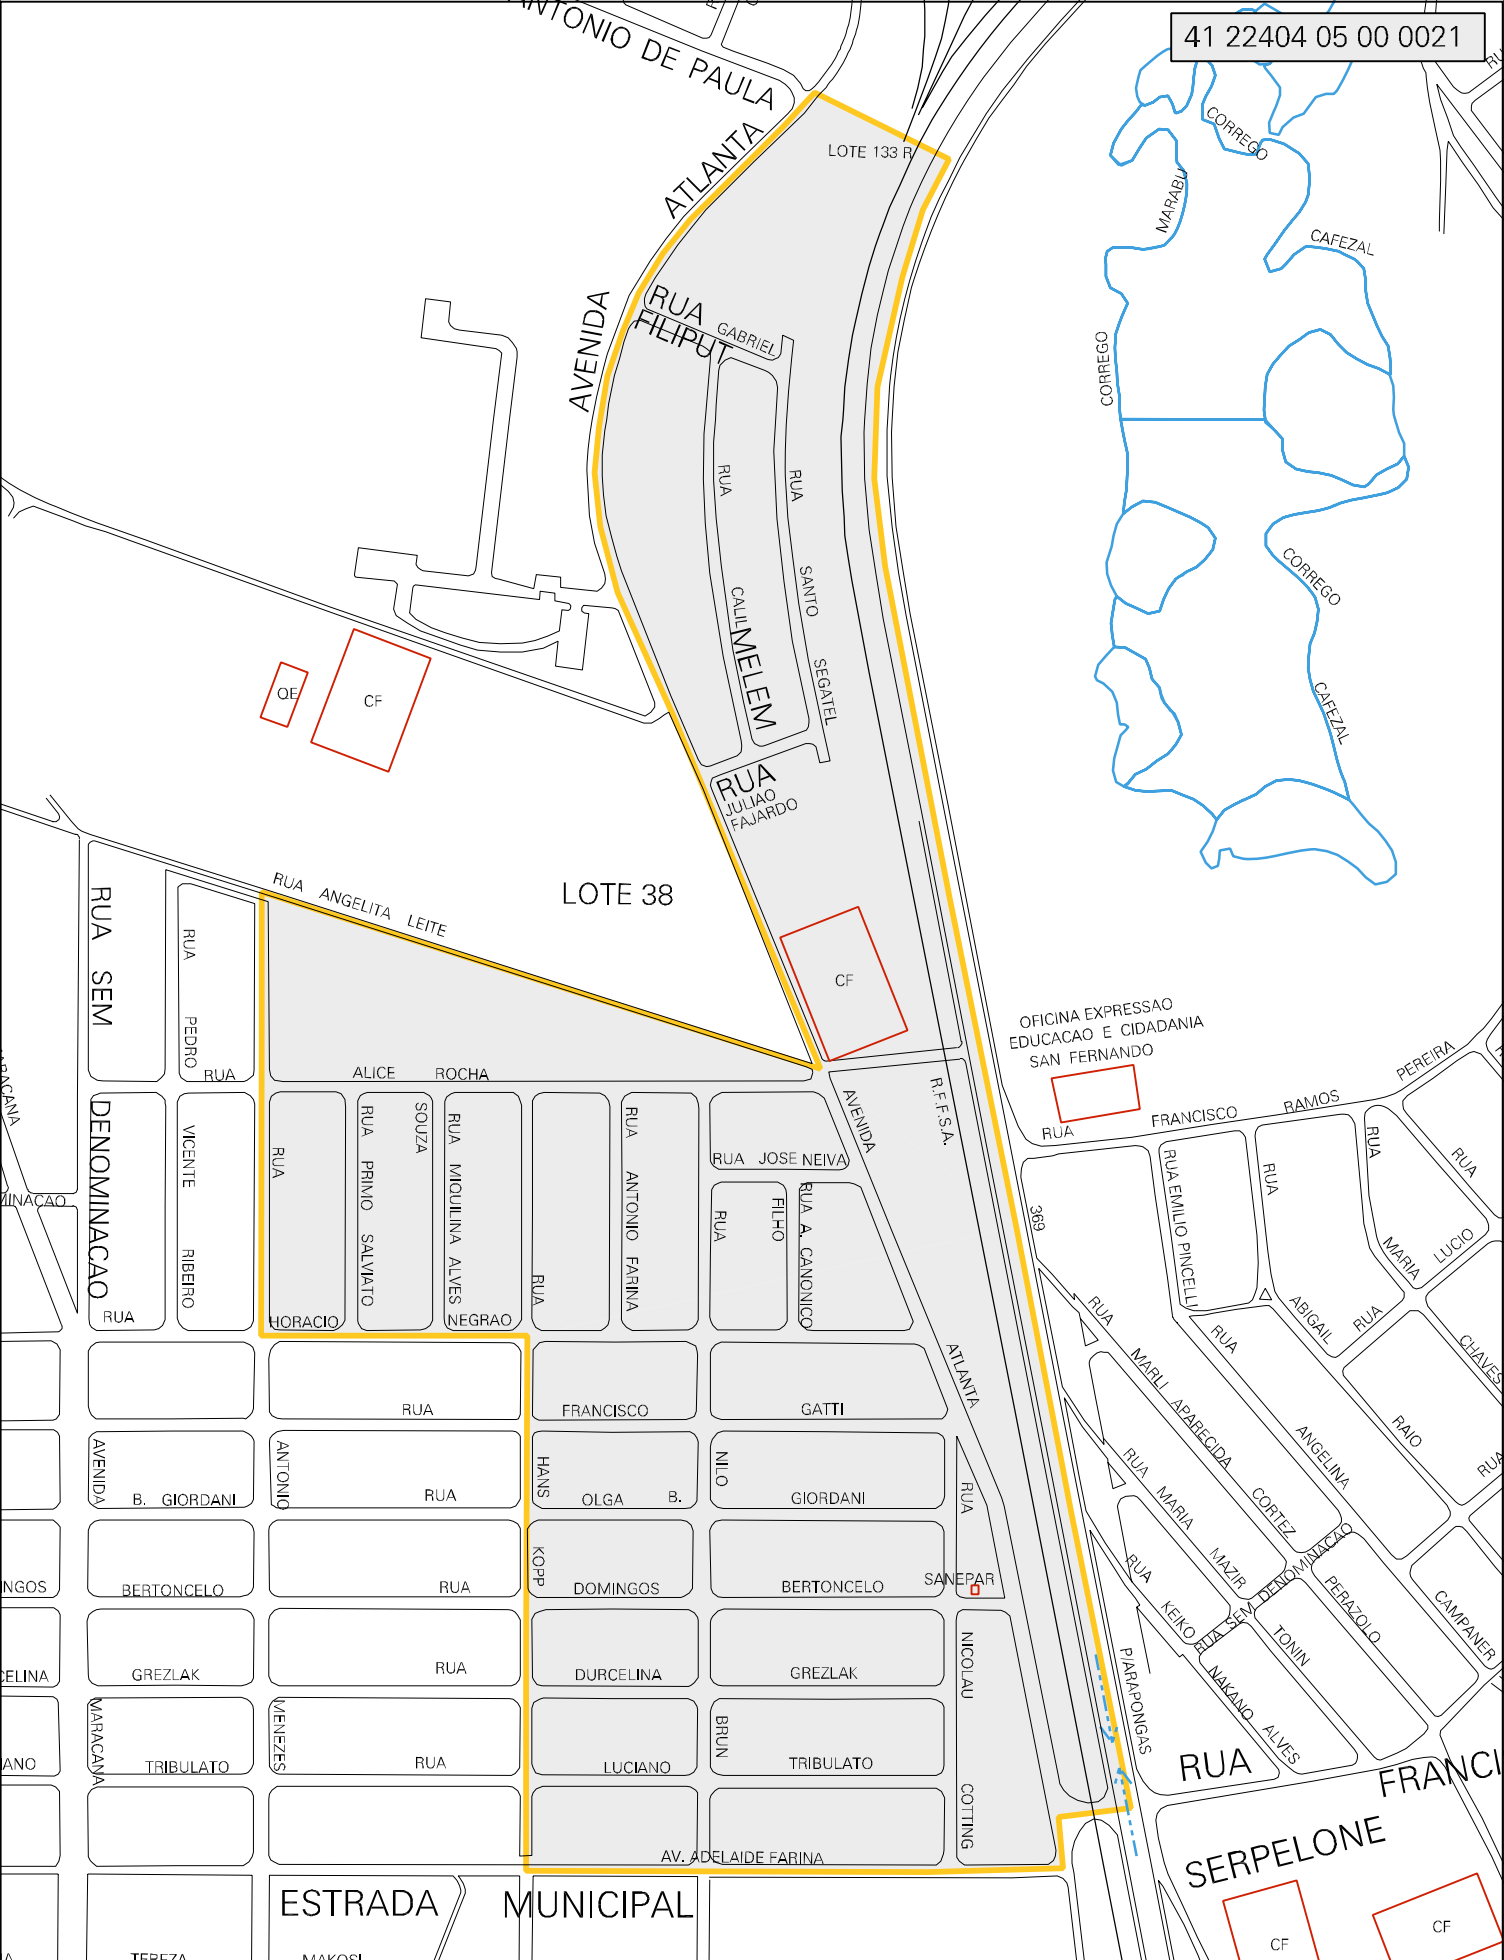 41 22404 05 00 0021
ANTONIO DE PAULA
LOTE 133 R
AVENIDA ATLANTA
CORREGO
MARABU
CORREGO
CAFEZAL
RUA
FILIPUT
GABRIEL
RUA
CALIL
MELEM
RUA
SANTO
SEGATEL
CORREGO
CAFEZAL
QE
CF
RUA
JULIAO
FAJARDO
LOTE 38
RUA ANGELITA LEITE
CF
RUA SEM
DENOMINACAO
RUA
PEDRO
RUA
ALICE ROCHA
OFICINA EXPRESSAO
EDUCACAO E CIDADANIA
SAN FERNANDO
RUA FRANCISCO RAMOS PEREIRA
R.F.F.S.A.
AVENIDA
ATLANTA
VICENTE
RIBEIRO
RUA
RUA
PRIMO
SALVIATO
SOUZA
RUA MIQUILINA ALVES
RUA
RUA ANTONIO FARINA
RUA JOSE NEIVA
RUA
FILHO
RUA A. CANONICO
RUA
HORACIO
NEGRAO
369
RUA EMILIO PINCELLI
RUA
ABIGAIL
RUA
MARIA
LUCIO
RUA
RUA
CHAVES
RUA
MARLI
APARECIDA
CORTEZ
RUA
ANGELINA
PERAZOLO
RAIO
RUA
RUA
FRANCISCO
GATTI
AVENIDA
MARACANA
B. GIORDANI
ANTONIO
MENEZES
RUA
HANS
KOPP
OLGA B.
NILO
BRUN
GIORDANI
RUA
NICOLAU
COTTING
RUA
MARIA
MAZIR
TONIN
RUA
KEIKO
NAKANO
ALVES
RUA SEM DENOMINACAO
CAMPANER
NGOS
BERTONCELO
RUA
DOMINGOS
BERTONCELO
SANEPAR
CELINA
GREZLAK
RUA
DURCELINA
GREZLAK
P/ARAPONGAS
IANO
TRIBULATO
RUA
LUCIANO
TRIBULATO
RUA
FRANCI
SERPELONE
AV. ADELAIDE FARINA
ESTRADA MUNICIPAL
CF
CF
TEREZA
MAKOSI